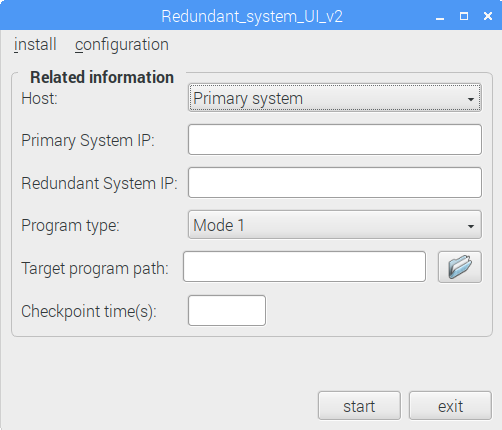 Redundant_system_UI_v2
install configuration
Related information
Host: Primary system
Primary System IP:
Redundant System IP:
Program type: Mode 1
Target program path:
Checkpoint time(s):
start exit